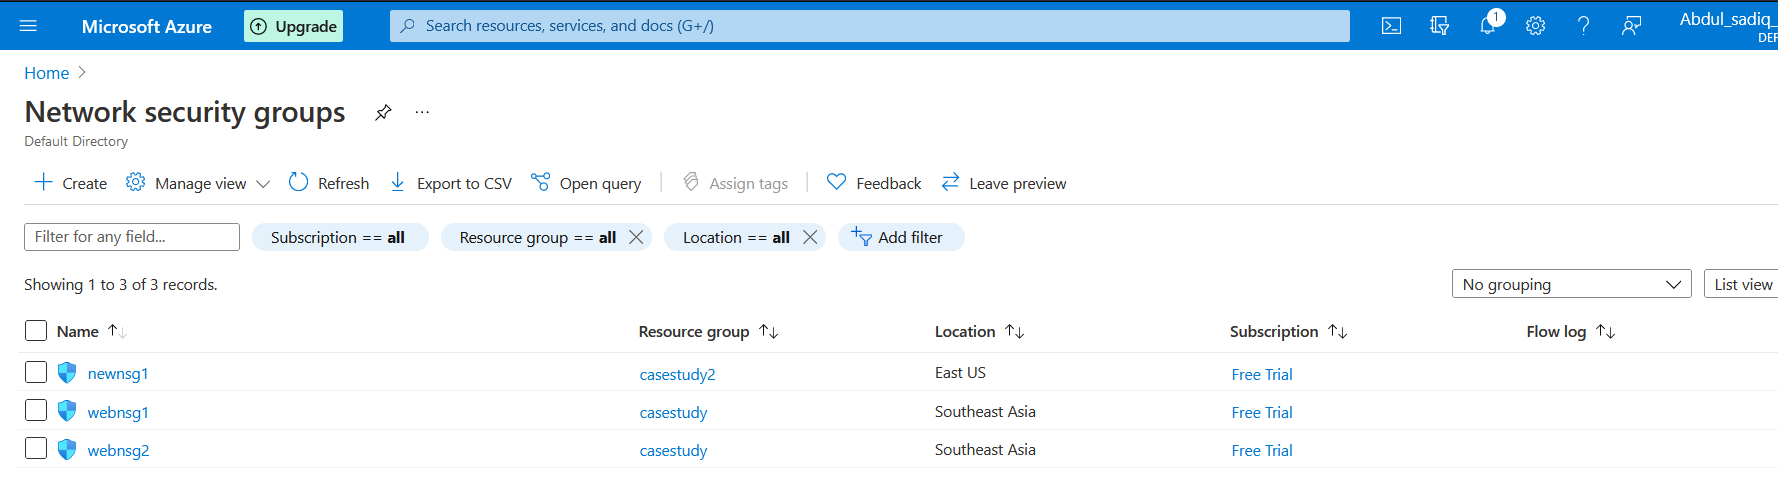 Microsoft Azure Upgrade Search resources, services, and docs (G+/) 1 Abdul_sadiq_
DEF
Home >
Network security groups ...
Default Directory
Create Manage view Refresh Export to CSV Open query Assign tags Feedback Leave preview
Filter for any field... Subscription == all Resource group == all Location == all Add filter
Showing 1 to 3 of 3 records. No grouping List view
Name Resource group Location Subscription Flow log
newnsg1 casestudy2 East US Free Trial
webnsg1 casestudy Southeast Asia Free Trial
webnsg2 casestudy Southeast Asia Free Trial